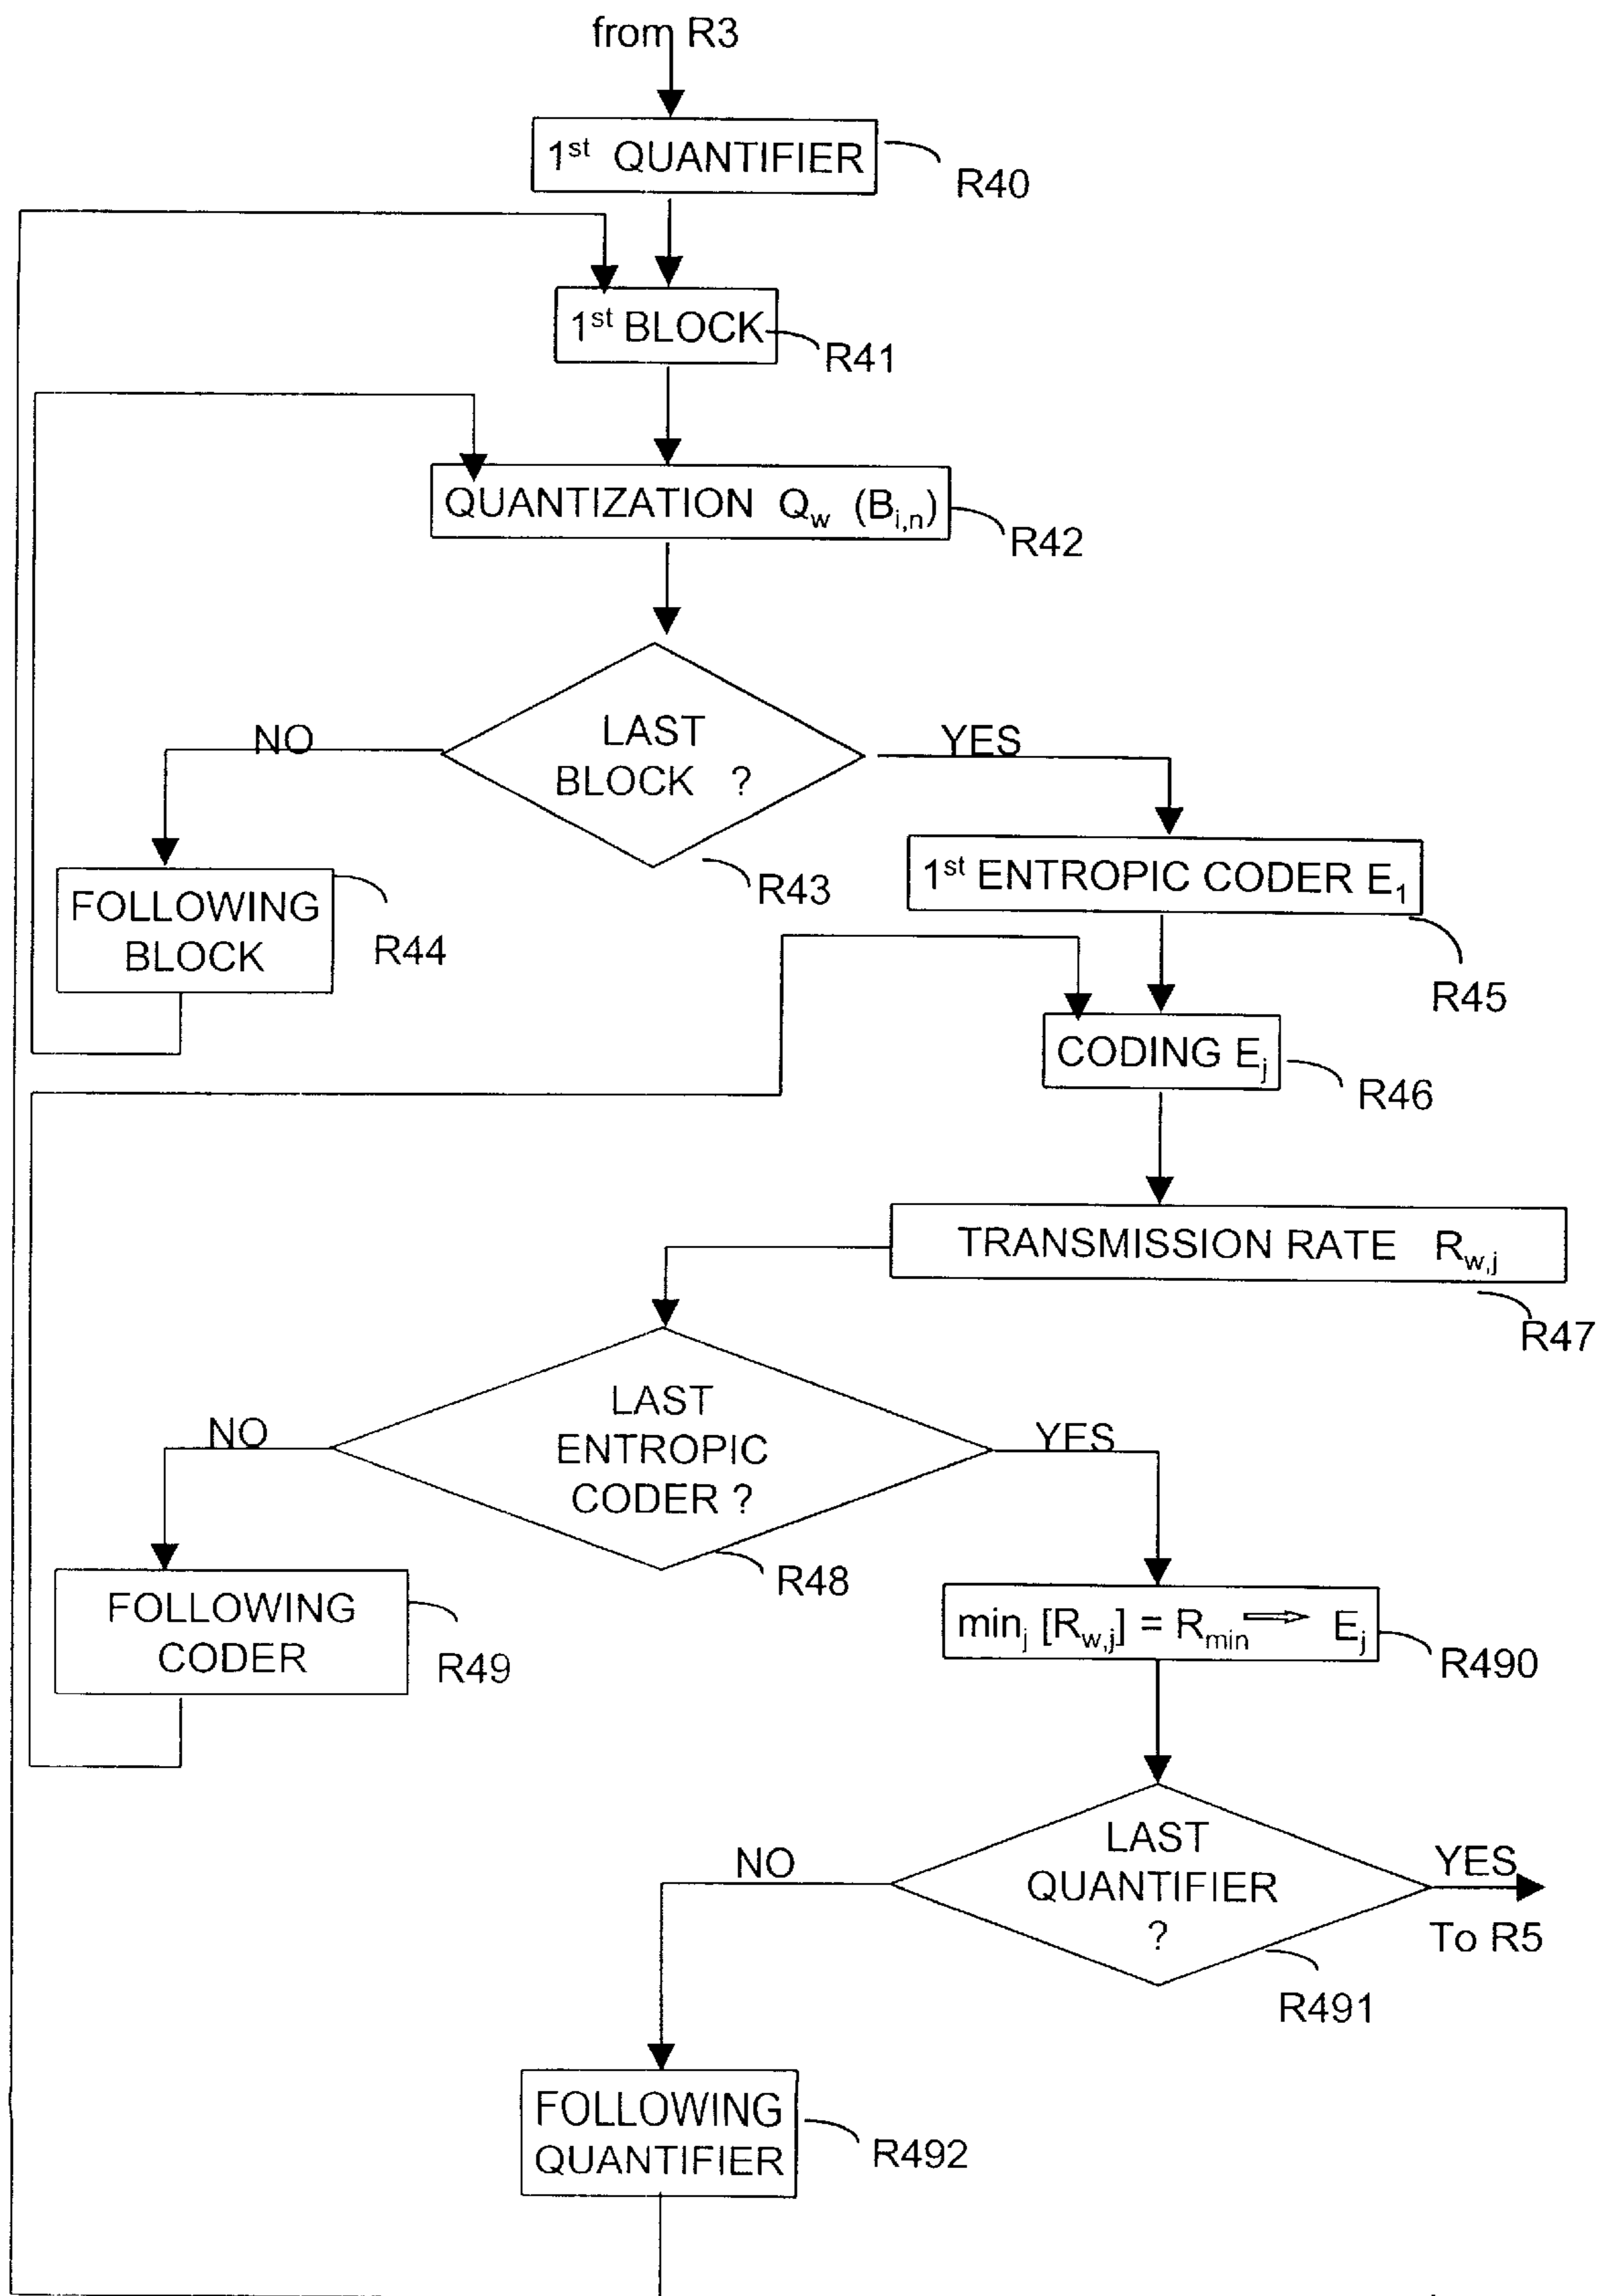 from R3
1st QUANTIFIER
R40
1st BLOCK
R41
QUANTIZATION Qw (Bi,n)
R42
LAST
BLOCK ?
NO
YES
R43
FOLLOWING
BLOCK
R44
1st ENTROPIC CODER E1
R45
CODING Ej
R46
TRANSMISSION RATE Rw,j
R47
LAST
ENTROPIC
CODER ?
NO
YES
R48
FOLLOWING
CODER
R49
minj [Rw,j] = Rmin ⇒ Ej
R490
LAST
QUANTIFIER
?
NO
YES
To R5
R491
FOLLOWING
QUANTIFIER
R492